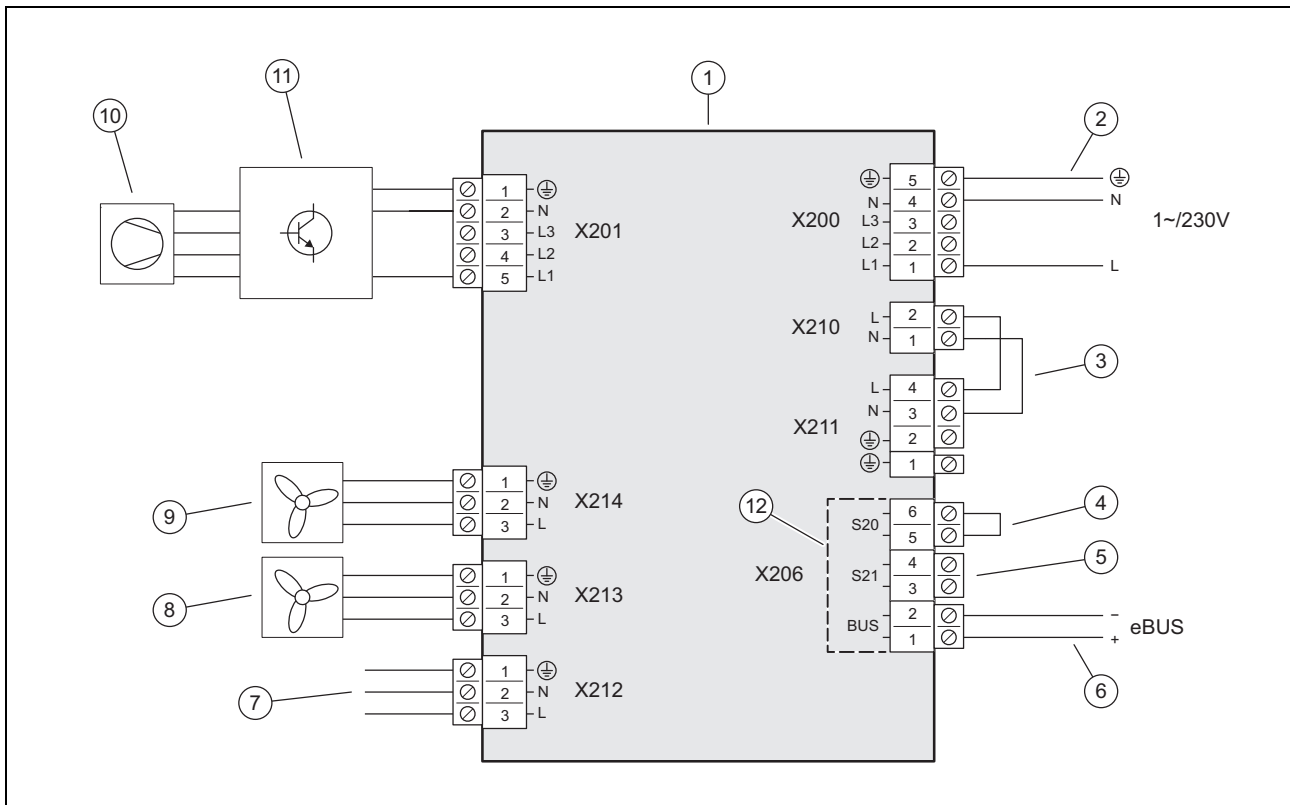 11
1
10
2
1
2 N
3 L3
4 L2
5 L1
X201
5
N 4
L3 3
L2 2
L1 1
X200
N
L
1~/230V
L 2
N 1
X210
3
L 4
N 3
2
1
X211
9
1
2 N
3 L
X214
12
6
S20
5
4
S21
3
2
BUS
1
X206
4
5
–
+
eBUS
8
1
2 N
3 L
X213
7
1
2 N
3 L
X212
6